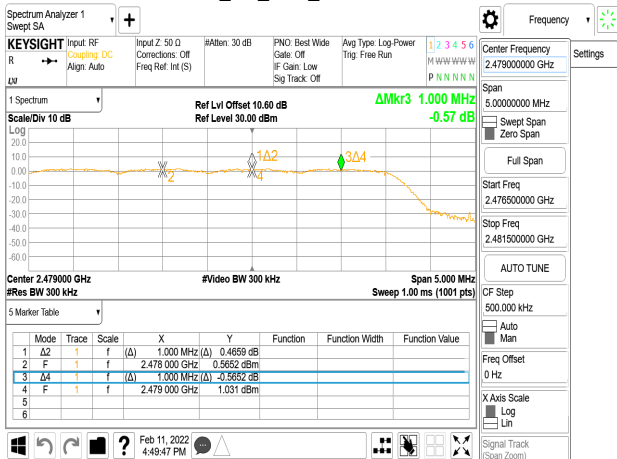 Spectrum Analyzer 1
Swept SA
▼
+
Frequency
▼
KEYSIGHT
Input: RF
Input Z: 50 Ω
#Atten: 30 dB
PNO: Best Wide
Avg Type: Log-Power
1 2 3 4 5 6
R
Coupling: DC
Corrections: Off
Gate: Off
Trig: Free Run
M W W W W W
Align: Auto
Freq Ref: Int (S)
IF Gain: Low
Sig Track: Off
P N N N N N
1 Spectrum
▼
Ref Lvl Offset 10.60 dB
ΔMkr3 1.000 MHz
Scale/Div 10 dB
Ref Level 30.00 dBm
-0.57 dB
Log
20.0
10.0
0.00
-10.0
-20.0
-30.0
-40.0
-50.0
-60.0
2
1Δ2
4
3Δ4
Center 2.479000 GHz
#Video BW 300 kHz
Span 5.000 MHz
#Res BW 300 kHz
Sweep 1.00 ms (1001 pts)
5 Marker Table
▼
Mode Trace Scale X Y Function Function Width Function Value
1 Δ2 1 f (Δ) 1.000 MHz (Δ) 0.4659 dB
2 F 1 f 2.478 000 GHz 0.5652 dBm
3 Δ4 1 f (Δ) 1.000 MHz (Δ) -0.5652 dB
4 F 1 f 2.479 000 GHz 1.031 dBm
5
6
Feb 11, 2022
4:49:47 PM
?
Center Frequency
2.479000000 GHz
Settings
Span
5.00000000 MHz
Swept Span
Zero Span
Full Span
Start Freq
2.476500000 GHz
Stop Freq
2.481500000 GHz
AUTO TUNE
CF Step
500.000 kHz
Auto
Man
Freq Offset
0 Hz
X Axis Scale
Log
Lin
Signal Track
(Span Zoom)